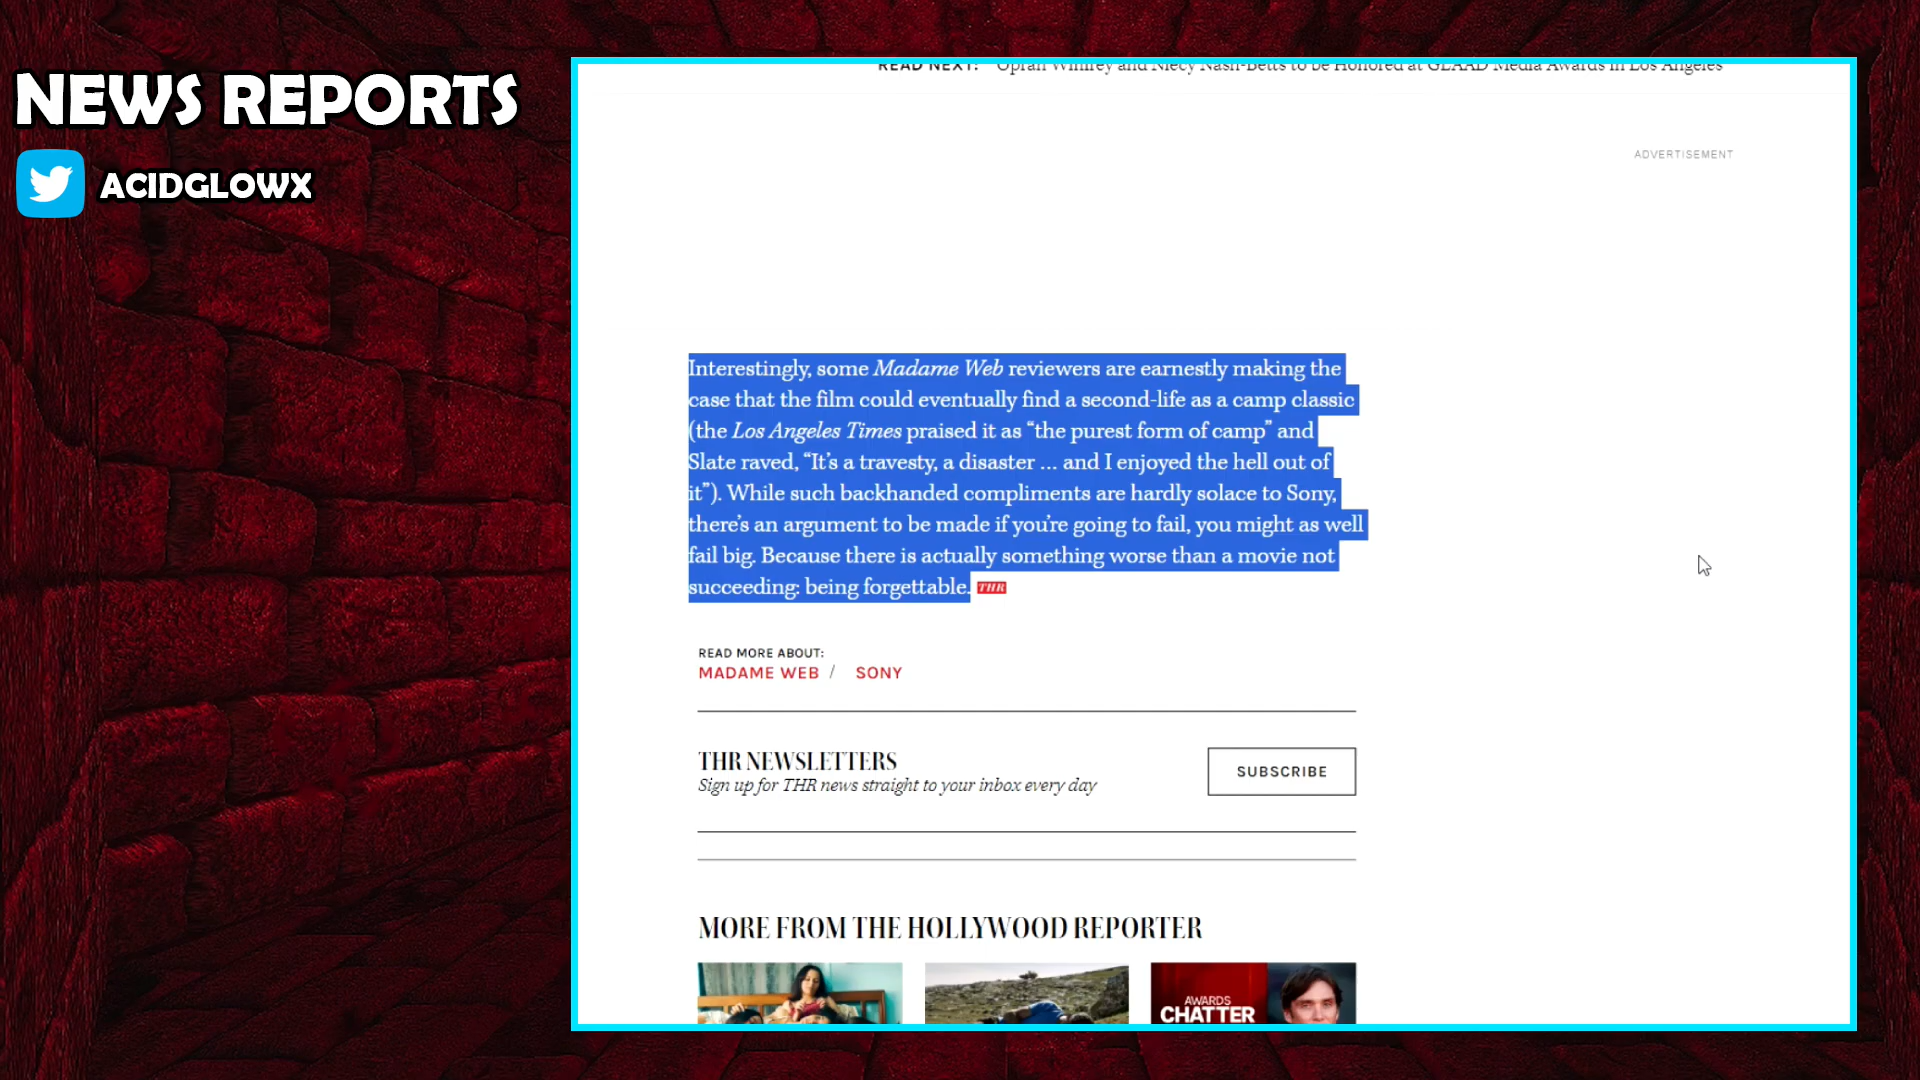 NEWS REPORTS
ACIDGLOWX
READ NEXT: Oprah Winfrey and Niecy Nash-Betts to be Honored at GLAAD Media Awards in Los Angeles
ADVERTISEMENT
Interestingly, some Madame Web reviewers are earnestly making the
case that the film could eventually find a second-life as a camp classic
(the Los Angeles Times praised it as “the purest form of camp” and
Slate raved, “It’s a travesty, a disaster … and I enjoyed the hell out of
it”). While such backhanded compliments are hardly solace to Sony,
there’s an argument to be made if you’re going to fail, you might as well
fail big. Because there is actually something worse than a movie not
succeeding: being forgettable. THR
READ MORE ABOUT:
MADAME WEB / SONY
THR NEWSLETTERS
Sign up for THR news straight to your inbox every day
SUBSCRIBE
MORE FROM THE HOLLYWOOD REPORTER
AWARDS
CHATTER